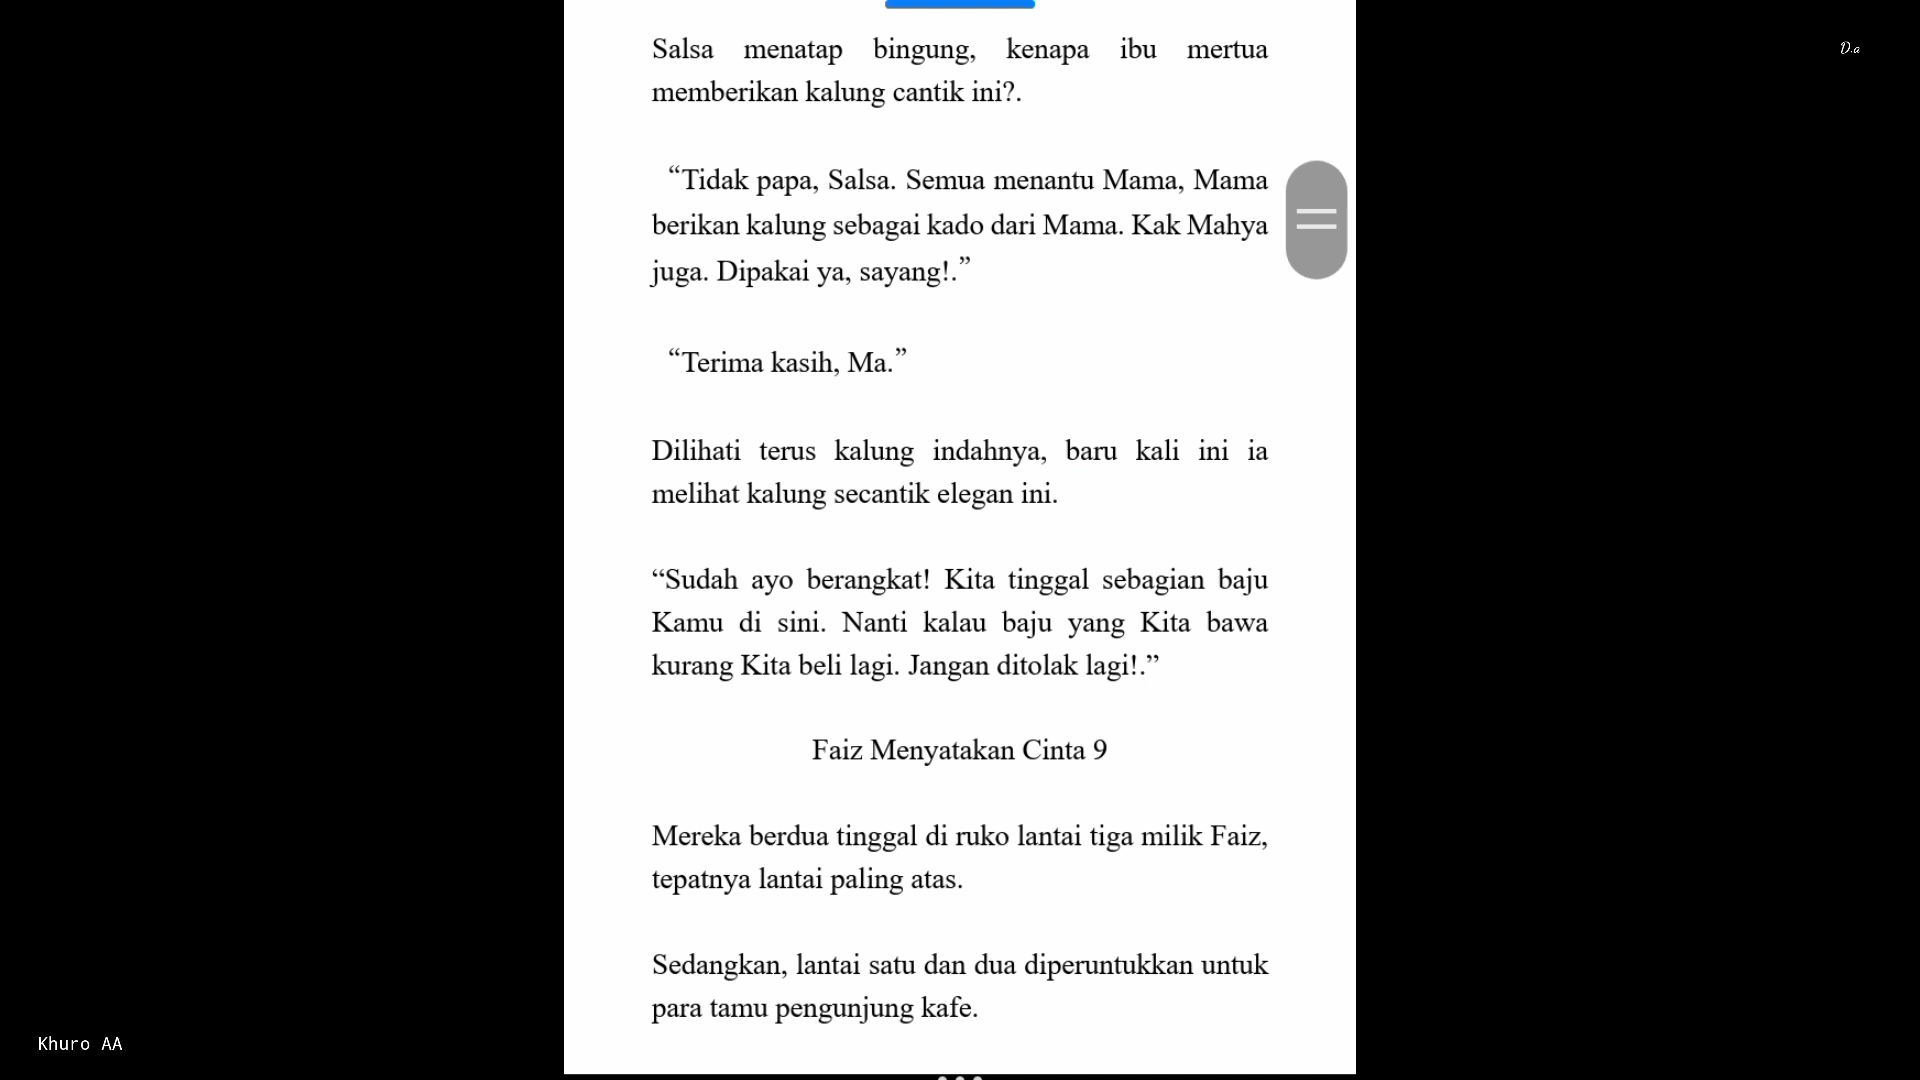 Salsa menatap bingung, kenapa ibu mertua
memberikan kalung cantik ini?.
“Tidak papa, Salsa. Semua menantu Mama, Mama
berikan kalung sebagai kado dari Mama. Kak Mahya
juga. Dipakai ya, sayang!.”
“Terima kasih, Ma.”
Dilihati terus kalung indahnya, baru kali ini ia
melihat kalung secantik elegan ini.
“Sudah ayo berangkat! Kita tinggal sebagian baju
Kamu di sini. Nanti kalau baju yang Kita bawa
kurang Kita beli lagi. Jangan ditolak lagi!.”
Faiz Menyatakan Cinta 9
Mereka berdua tinggal di ruko lantai tiga milik Faiz,
tepatnya lantai paling atas.
Sedangkan, lantai satu dan dua diperuntukkan untuk
para tamu pengunjung kafe.
D.a
Khuro AA